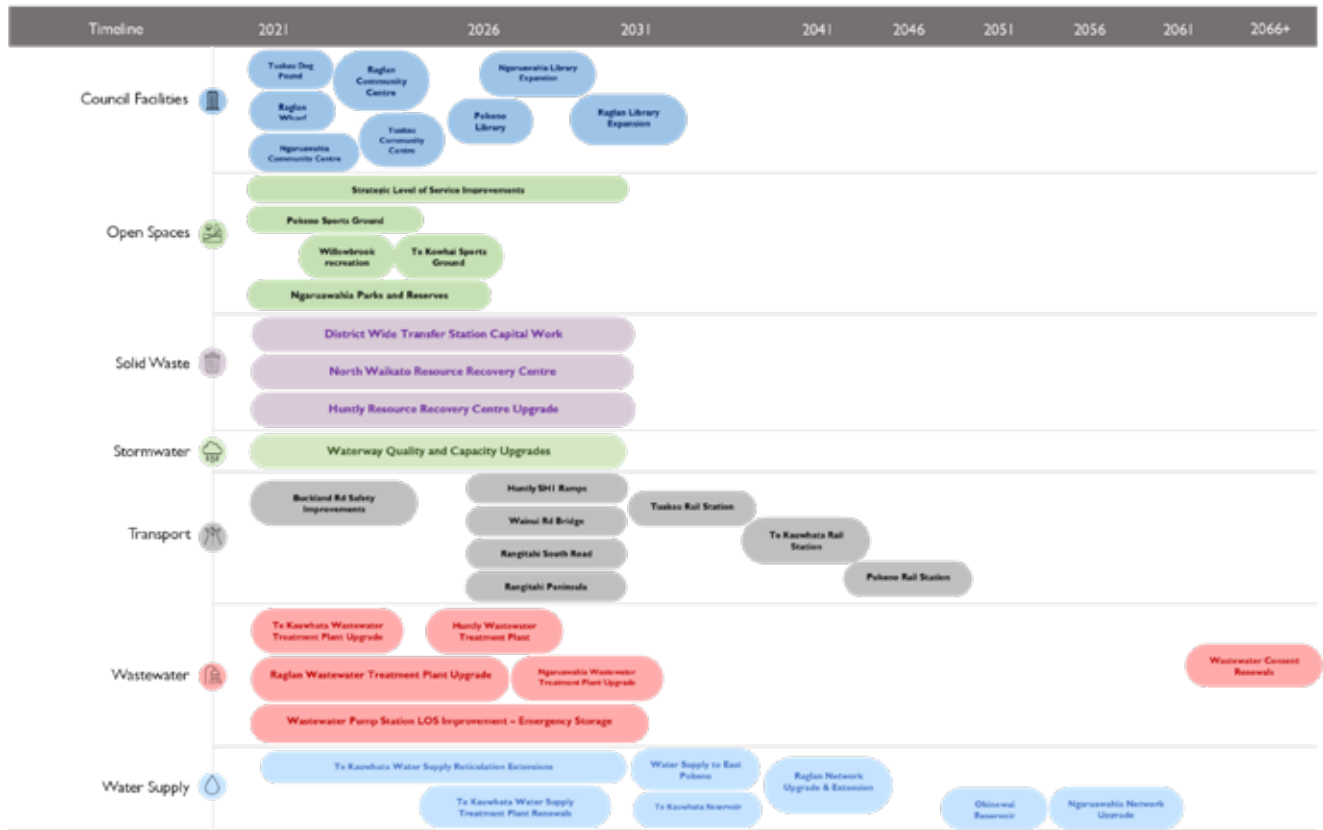 Timeline 2021 2026 2031 2041 2046 2051 2056 2061 2066+
Council Facilities
Tuakau Dog
Pound
Raglan
Community
Centre
Ngaruawahia Library
Expansion
Raglan
Wharf
Pokeno
Library
Raglan Library
Expansion
Tuakau
Community
Centre
Ngaruawahia
Community Centre
Open Spaces
Strategic Level of Service Improvements
Pokeno Sports Ground
Willowbrook
recreation
Te Kowhai Sports
Ground
Ngaruawahia Parks and Reserves
Solid Waste
District Wide Transfer Station Capital Work
North Waikato Resource Recovery Centre
Huntly Resource Recovery Centre Upgrade
Stormwater
Waterway Quality and Capacity Upgrades
Transport
Buckland Rd Safety
Improvements
Huntly SH1 Ramps
Wainui Rd Bridge
Rangitahi South Road
Rangitahi Peninsula
Tuakau Rail Station
Te Kauwhata Rail
Station
Pokeno Rail Station
Wastewater
Te Kauwhata Wastewater
Treatment Plant Upgrade
Huntly Wastewater
Treatment Plant
Raglan Wastewater Treatment Plant Upgrade
Ngaruawahia Wastewater
Treatment Plant Upgrade
Wastewater Consent
Renewals
Wastewater Pump Station LOS Improvement – Emergency Storage
Water Supply
Te Kauwhata Water Supply Reticulation Extensions
Te Kauwhata Water Supply
Treatment Plant Renewals
Water Supply to East
Pokeno
Te Kauwhata Reservoir
Raglan Network
Upgrade & Extension
Ohinewai
Reservoir
Ngaruawahia Network
Upgrade